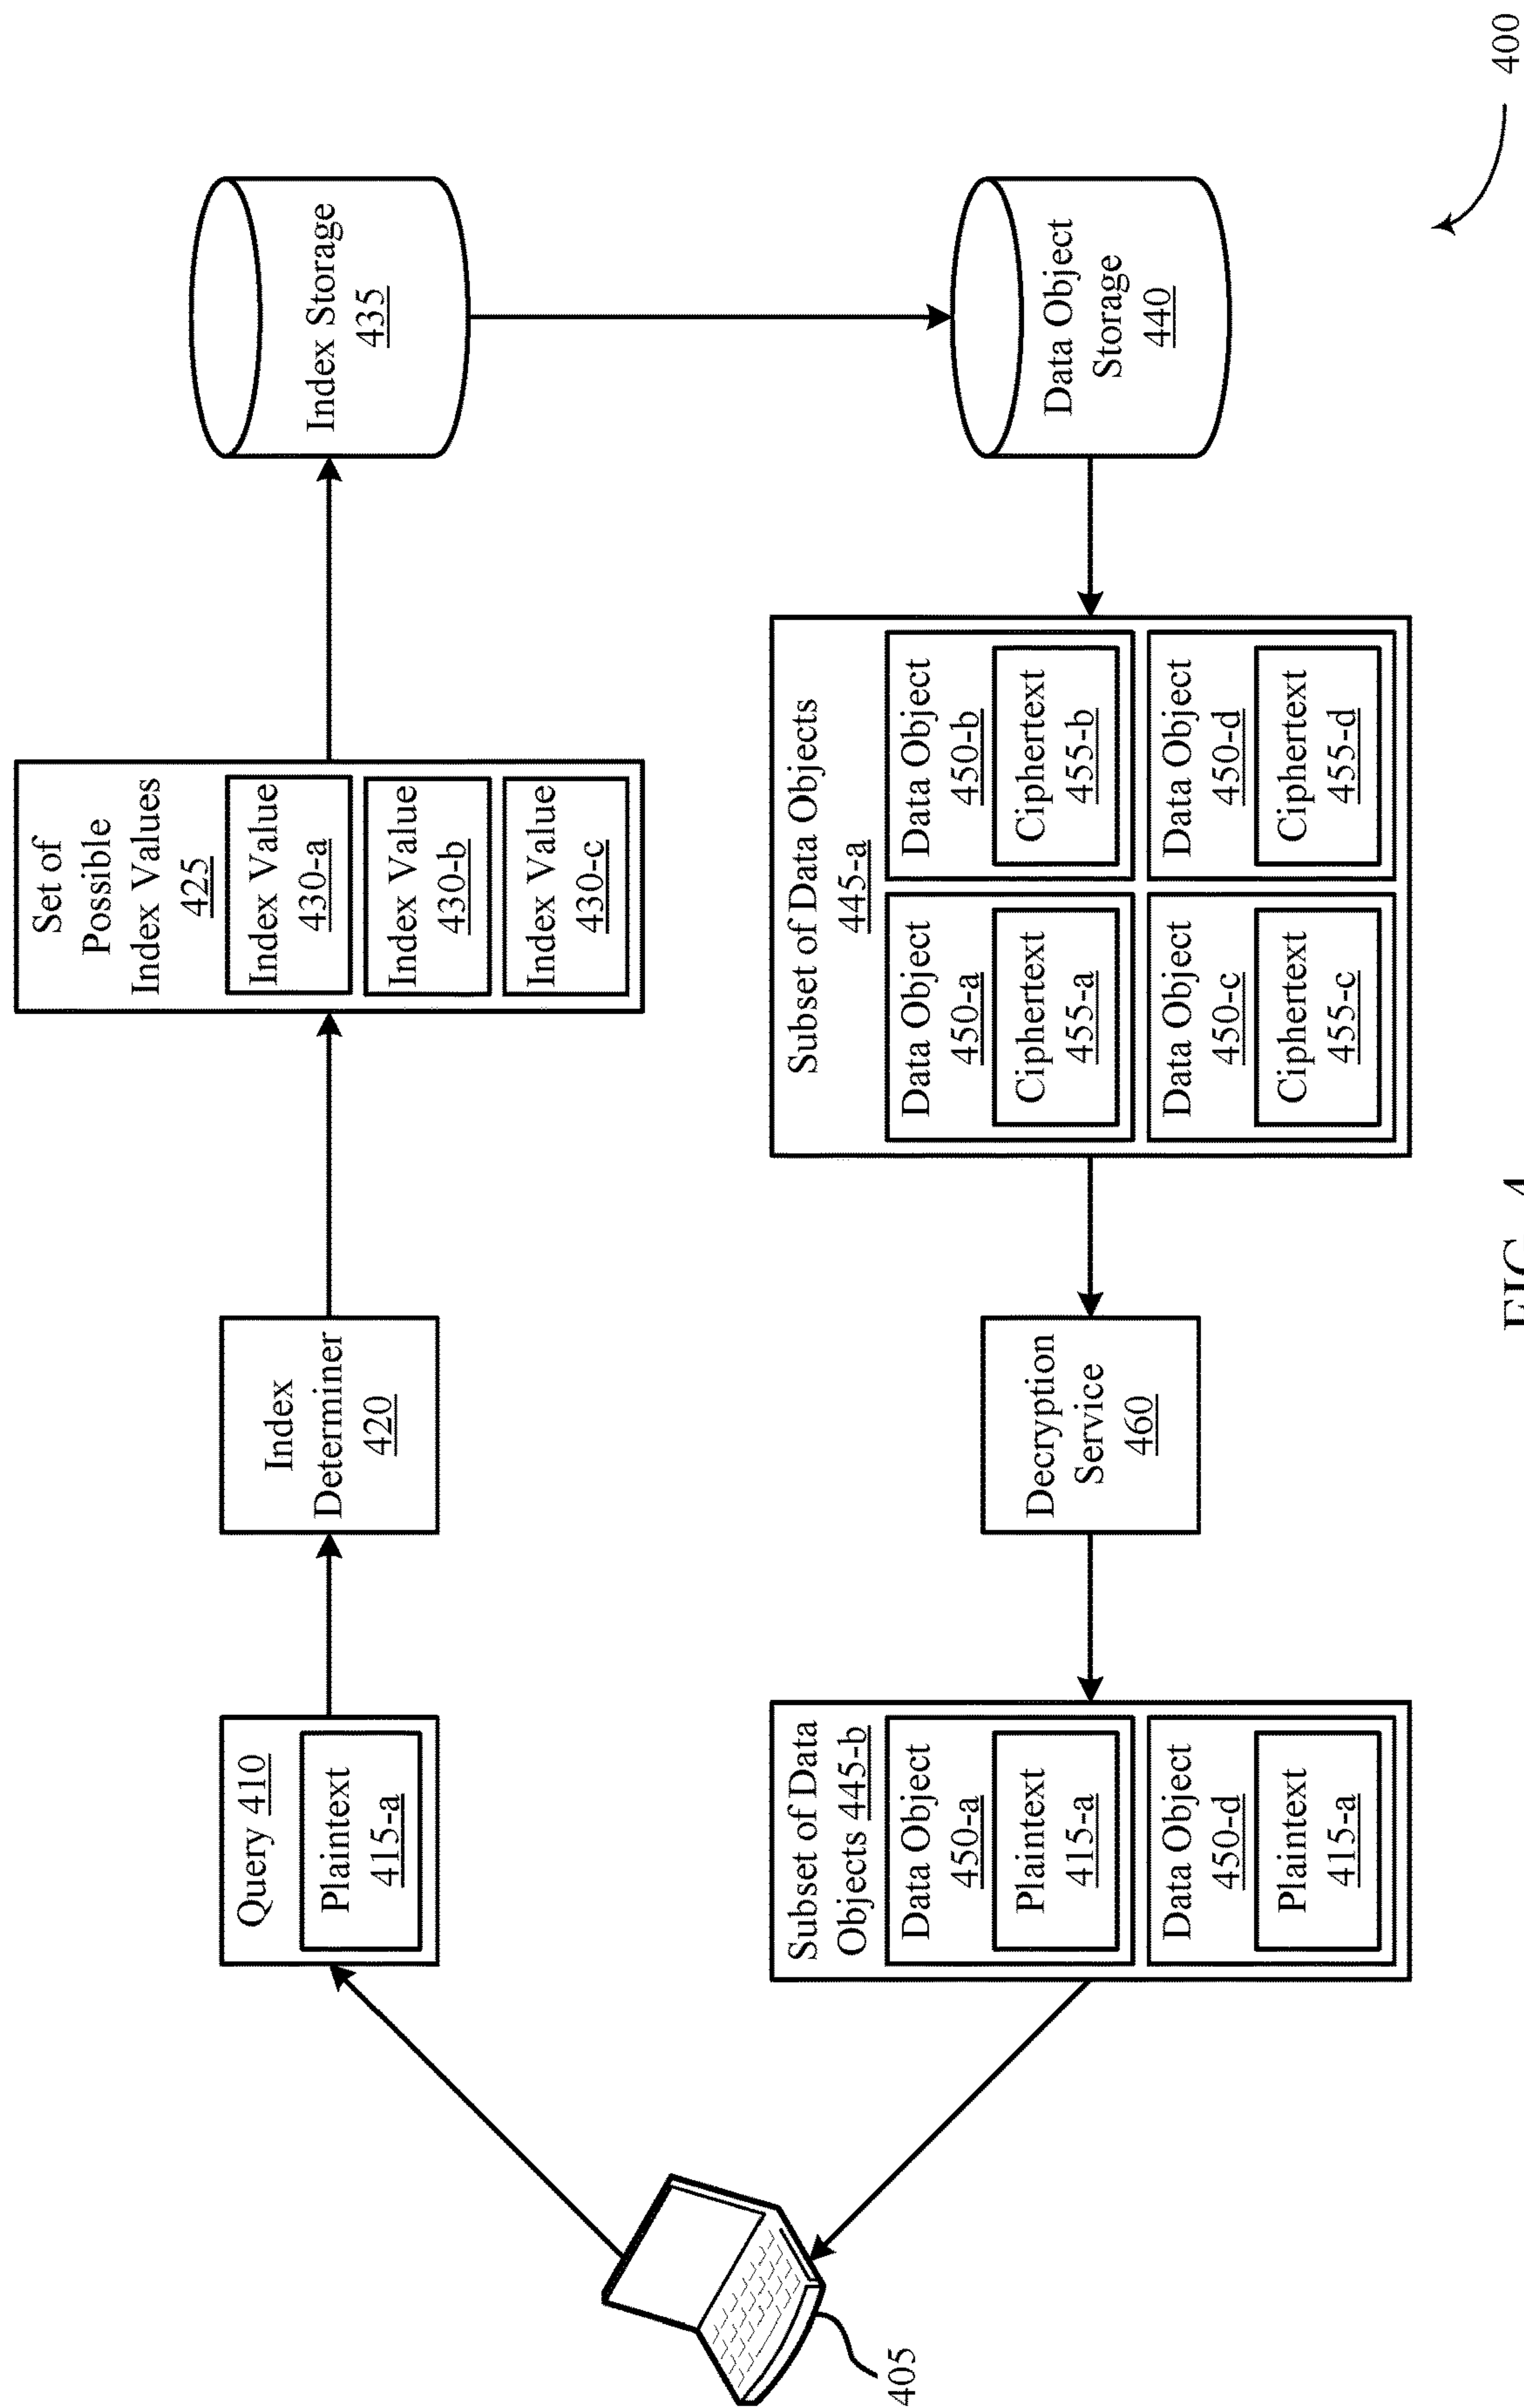 405
Query 410
Plaintext
415-a
Index
Determiner
420
Set of
Possible
Index Values
425
Index Value
430-a
Index Value
430-b
Index Value
430-c
Index Storage
435
Data Object
Storage
440
Subset of Data Objects
445-a
Data Object
450-a
Ciphertext
455-a
Data Object
450-b
Ciphertext
455-b
Data Object
450-c
Ciphertext
455-c
Data Object
450-d
Ciphertext
455-d
Decryption
Service
460
Subset of Data
Objects 445-b
Data Object
450-a
Plaintext
415-a
Data Object
450-d
Plaintext
415-a
400
FIG. 4